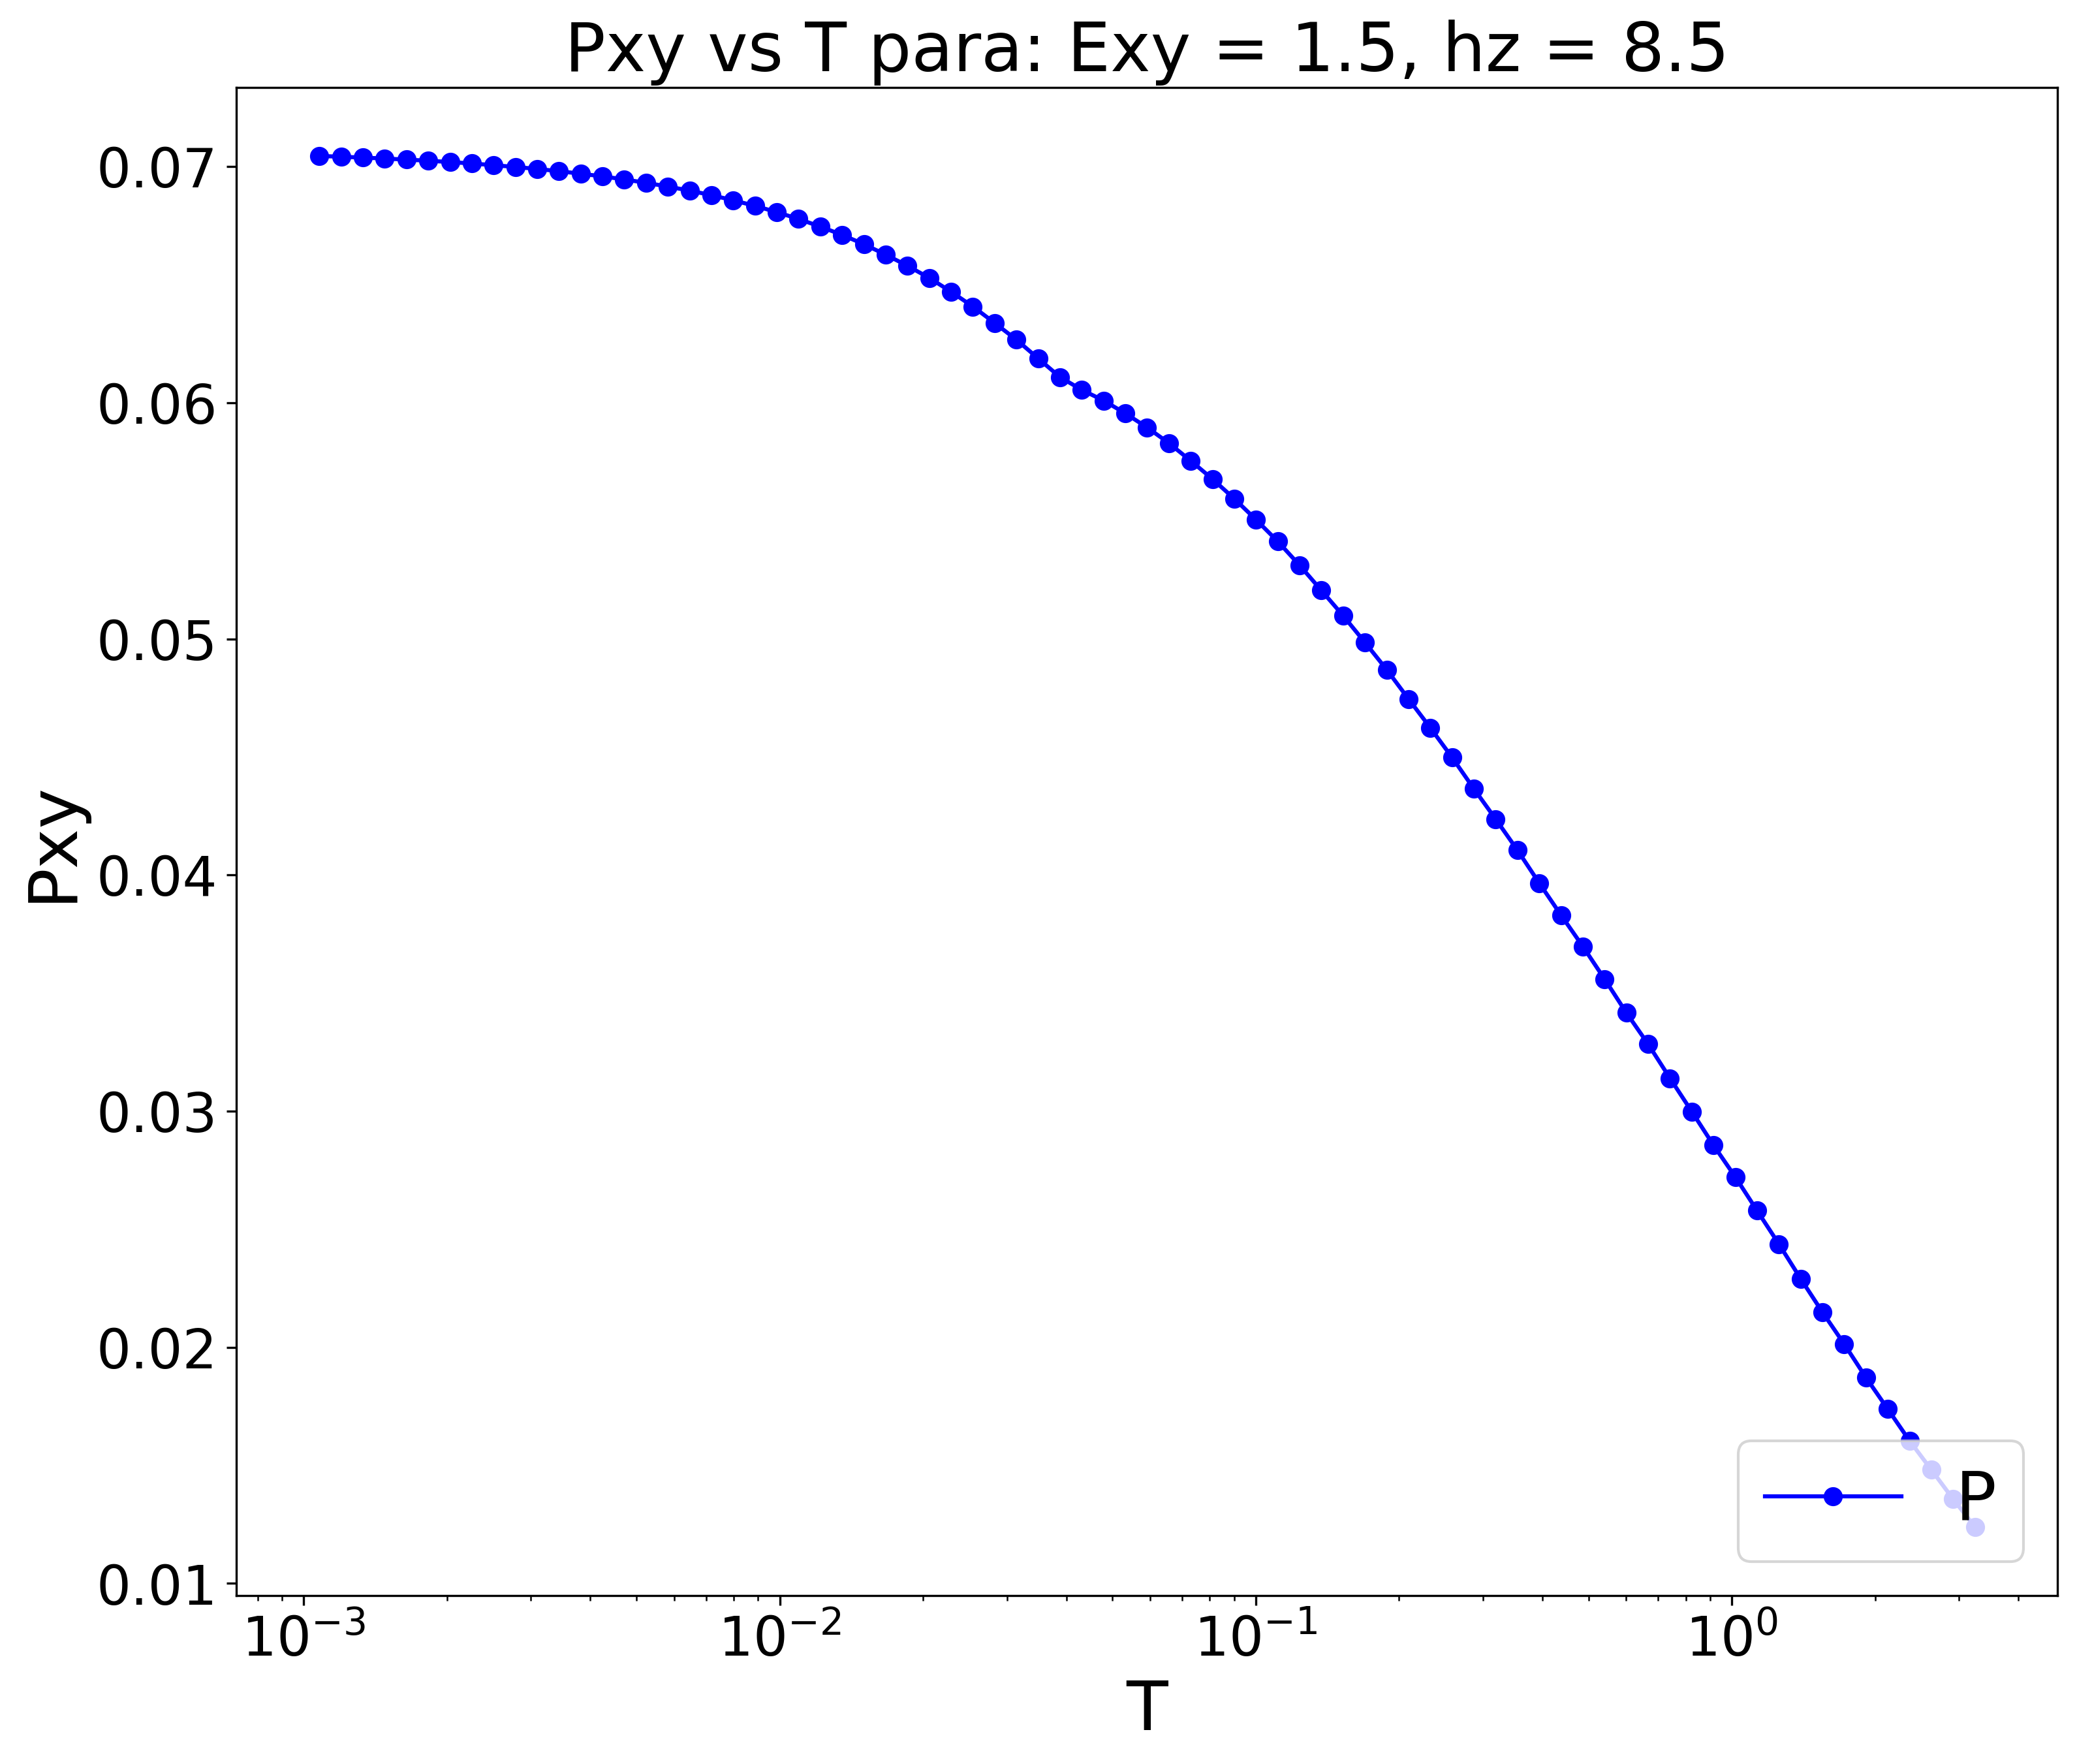 Pxy vs T para: Exy = 1.5, hz = 8.5
0.07
0.06
0.05
0.04
0.03
0.02
0.01
Pxy
P
10⁻³ 10⁻² 10⁻¹ 10⁰
T